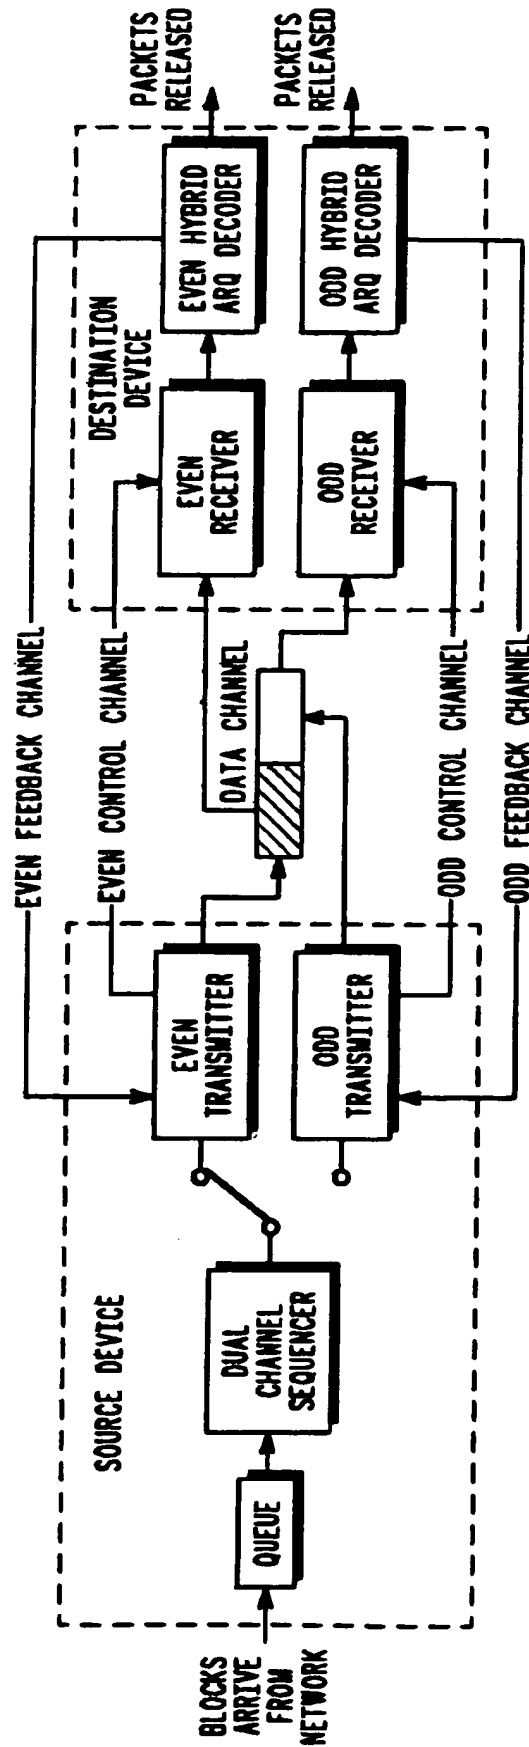 BLOCKS
ARRIVE
FROM
NETWORK
SOURCE DEVICE
QUEUE
DUAL
CHANNEL
SEQUENCER
EVEN
TRANSMITTER
ODD
TRANSMITTER
EVEN FEEDBACK CHANNEL
EVEN CONTROL CHANNEL
DATA CHANNEL
ODD CONTROL CHANNEL
ODD FEEDBACK CHANNEL
DESTINATION
DEVICE
EVEN
RECEIVER
ODD
RECEIVER
EVEN HYBRID
ARQ DECODER
ODD HYBRID
ARQ DECODER
PACKETS
RELEASED
PACKETS
RELEASED